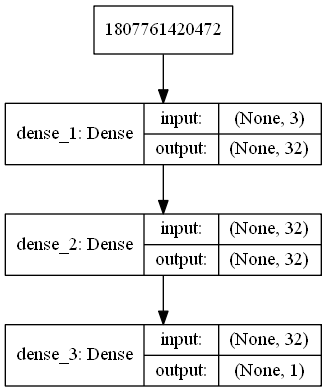 1807761420472
dense_1: Dense
input: (None, 3)
output: (None, 32)
dense_2: Dense
input: (None, 32)
output: (None, 32)
dense_3: Dense
input: (None, 32)
output: (None, 1)